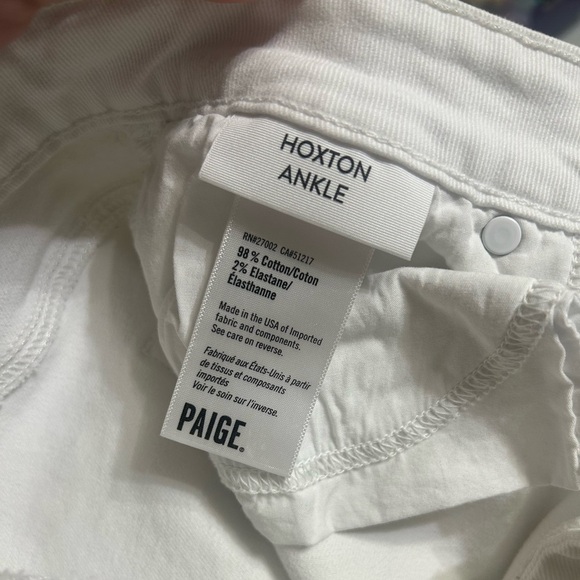 HOXTON
ANKLE
RN#27002 CA#51217
98% Cotton/Coton
2% Elastane/
Élasthanne
Made in the USA of Imported
fabric and components.
See care on reverse.
Fabriqué aux États-Unis à partir
de tissus et composants
importés
Voir le soin sur l'inverse.
PAIGE®